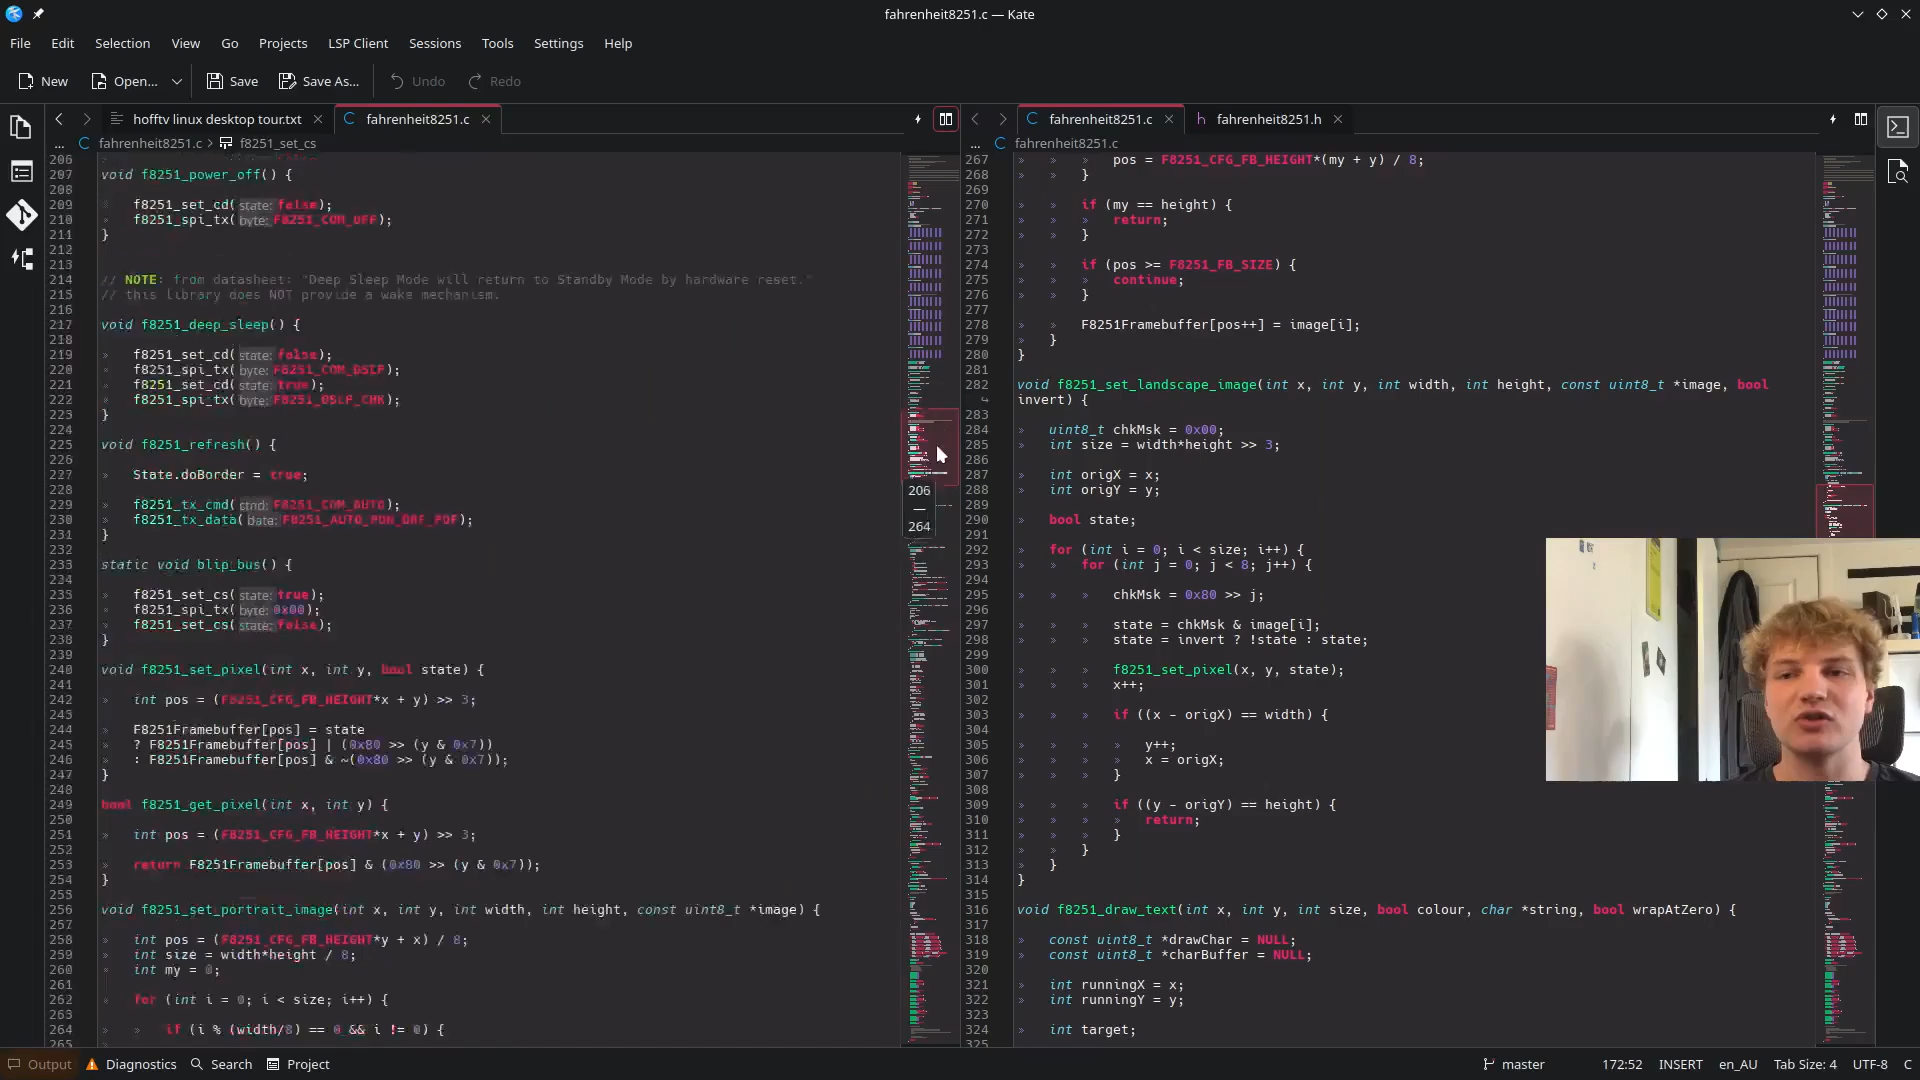 fahrenheit8251.c — Kate
File Edit Selection View Go Projects LSP Client Sessions Tools Settings Help
New Open... Save Save As... Undo Redo
hofftv linux desktop tour.txt fahrenheit8251.c
... fahrenheit8251.c > f8251_set_cs
206
207 void f8251_power_off() {
208
209 f8251_set_cd( state: false);
210 f8251_spi_tx( byte: F8251_COM_OFF);
211 }
212
213
214 // NOTE: from datasheet: "Deep Sleep Mode will return to Standby Mode by hardware reset."
215 // this library does NOT provide a wake mechanism.
216
217 void f8251_deep_sleep() {
218
219 f8251_set_cd( state: false);
220 f8251_spi_tx( byte: F8251_COM_DSLP);
221 f8251_set_cd( state: true);
222 f8251_spi_tx( byte: F8251_DSLP_CHK);
223 }
224
225 void f8251_refresh() {
226
227 State.doBorder = true;
228
229 f8251_tx_cmd( cmd: F8251_COM_AUTO);
230 f8251_tx_data( F8251_AUTO_PON_DRF_POF);
231 }
232
233 static void blip_bus() {
234
235 f8251_set_cs( state: true);
236 f8251_spi_tx( byte: 0x00);
237 f8251_set_cs( state: false);
238 }
239
240 void f8251_set_pixel(int x, int y, bool state) {
241
242 int pos = (F8251_CFG_FB_HEIGHT*x + y) >> 3;
243
244 F8251Framebuffer[pos] = state
245 ? F8251Framebuffer[pos] | (0x80 >> (y & 0x7))
246 : F8251Framebuffer[pos] & ~(0x80 >> (y & 0x7));
247 }
248
249 bool f8251_get_pixel(int x, int y) {
250
251 int pos = (F8251_CFG_FB_HEIGHT*x + y) >> 3;
252
253 return F8251Framebuffer[pos] & (0x80 >> (y & 0x7));
254 }
255
256 void f8251_set_portrait_image(int x, int y, int width, int height, const uint8_t *image) {
257
258 int pos = (F8251_CFG_FB_HEIGHT*y + x) / 8;
259 int size = width*height / 8;
260 int my = 0;
261
262 for (int i = 0; i < size; i++) {
263
264 if (i % (width/8) == 0 && i != 0) {
265
206
—
264
fahrenheit8251.c fahrenheit8251.h
... fahrenheit8251.c
267 pos = F8251_CFG_FB_HEIGHT*(my + y) / 8;
268 }
269
270 if (my == height) {
271 return;
272 }
273
274 if (pos >= F8251_FB_SIZE) {
275 continue;
276 }
277
278 F8251Framebuffer[pos++] = image[i];
279 }
280 }
281
282 void f8251_set_landscape_image(int x, int y, int width, int height, const uint8_t *image, bool
invert) {
283
284 uint8_t chkMsk = 0x00;
285 int size = width*height >> 3;
286
287 int origX = x;
288 int origY = y;
289
290 bool state;
291
292 for (int i = 0; i < size; i++) {
293 for (int j = 0; j < 8; j++) {
294
295 chkMsk = 0x80 >> j;
296
297 state = chkMsk & image[i];
298 state = invert ? !state : state;
299
300 f8251_set_pixel(x, y, state);
301 x++;
302
303 if ((x - origX) == width) {
304
305 y++;
306 x = origX;
307 }
308
309 if ((y - origY) == height) {
310 return;
311 }
312 }
313 }
314 }
315
316 void f8251_draw_text(int x, int y, int size, bool colour, char *string, bool wrapAtZero) {
317
318 const uint8_t *drawChar = NULL;
319 const uint8_t *charBuffer = NULL;
320
321 int runningX = x;
322 int runningY = y;
323
324 int target;
325
Output Diagnostics Search Project master 172:52 INSERT en_AU Tab Size: 4 UTF-8 C